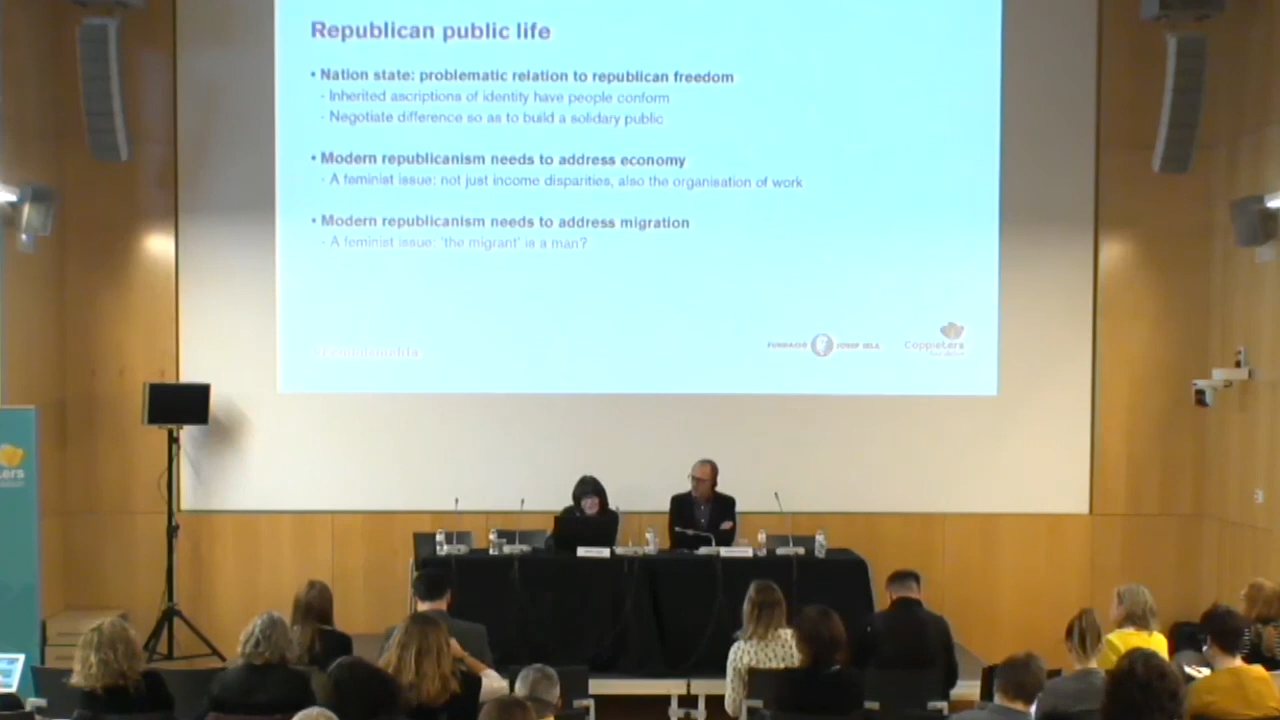 Republican public life
• Nation state: problematic relation to republican freedom
- Inherited ascriptions of identity have people conform
- Negotiate difference so as to build a solidary public
• Modern republicanism needs to address economy
- A feminist issue: not just income disparities, also the organisation of work
• Modern republicanism needs to address migration
- A feminist issue: 'the migrant' is a man?
FUNDACIÓ JOSEP IRLA
Coppieters
foundation
ers